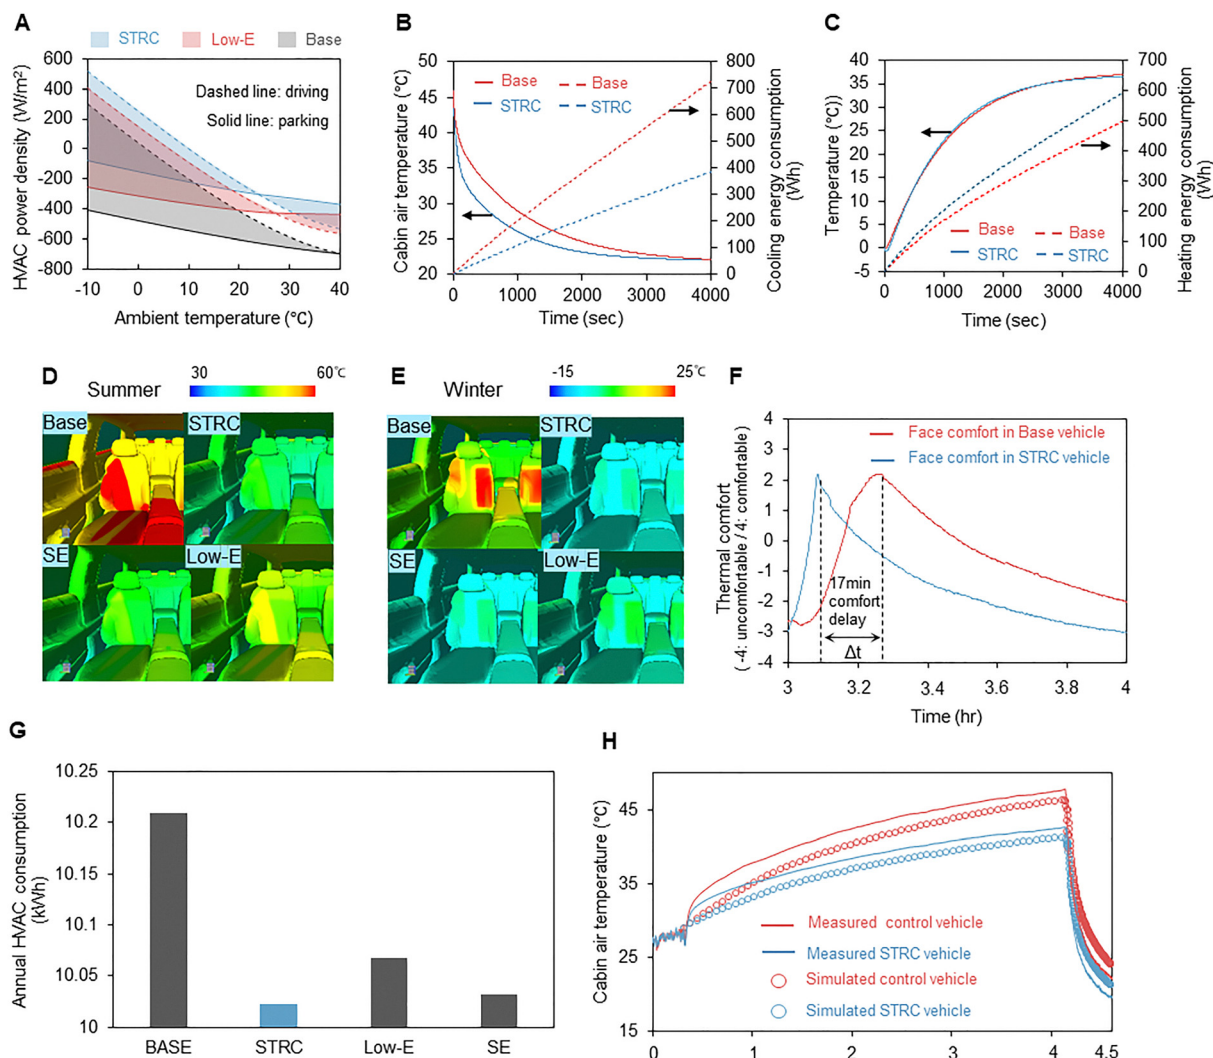 A
STRC
Low-E
Base
HVAC power density (W/m²)
600
400
200
0
-200
-400
-600
-800
Dashed line: driving
Solid line: parking
-10
0
10
20
30
40
Ambient temperature (℃)
B
Cabin air temperature (°C)
50
45
40
35
30
25
20
Base
STRC
Base
STRC
800
700
600
500
400
300
200
100
0
Cooling energy consumption
(Wh)
0
1000
2000
3000
4000
Time (sec)
C
Temperature (°C))
40
35
30
25
20
15
10
5
0
-5
Base
STRC
Base
STRC
700
600
500
400
300
200
100
0
Heating energy consumption
(Wh)
0
1000
2000
3000
4000
Time (sec)
D
Summer
30
60℃
Base
STRC
SE
Low-E
E
Winter
-15
25℃
Base
STRC
SE
Low-E
F
Thermal comfort
( -4: uncomfortable / 4: comfortable)
4
3
2
1
0
-1
-2
-3
-4
Face comfort in Base vehicle
Face comfort in STRC vehicle
17min
comfort
delay
Δt
3
3.2
3.4
3.6
3.8
4
Time (hr)
G
Annual HVAC consumption
(kWh)
10.25
10.2
10.15
10.1
10.05
10
BASE
STRC
Low-E
SE
H
Cabin air temperature (°C)
45
35
25
15
Measured control vehicle
Measured STRC vehicle
Simulated control vehicle
Simulated STRC vehicle
0
1
2
3
4
4.5